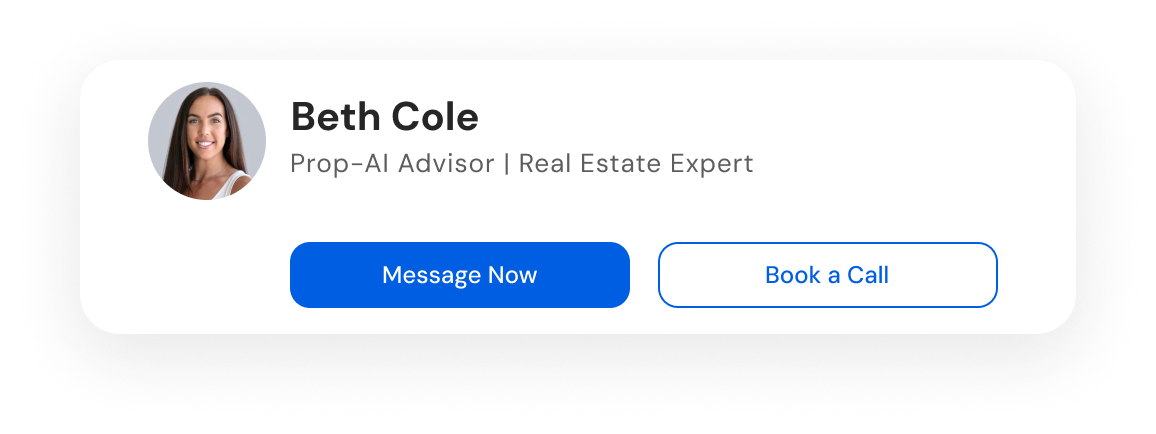 Beth Cole
Prop-AI Advisor | Real Estate Expert
Message Now
Book a Call